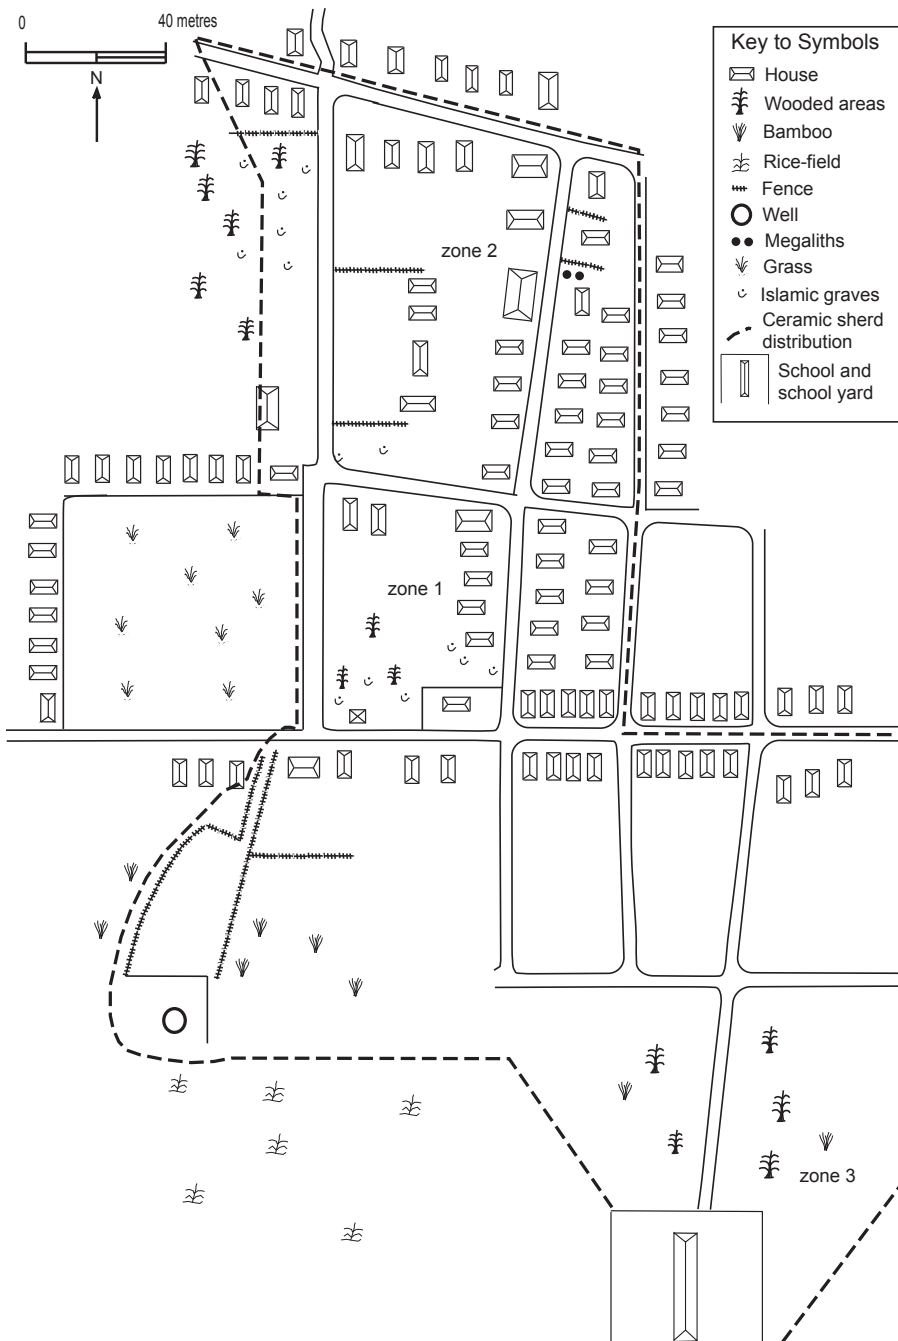 0
40 metres
N
Key to Symbols
House
Wooded areas
Bamboo
Rice-field
Fence
Well
Megaliths
Grass
Islamic graves
Ceramic sherd
distribution
School and
school yard
zone 2
zone 1
zone 3